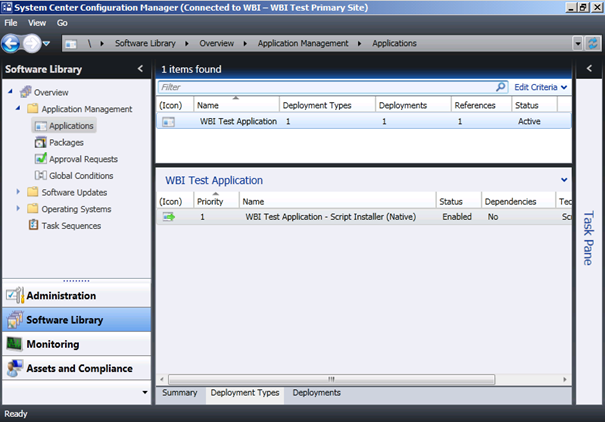 System Center Configuration Manager (Connected to WBI – WBI Test Primary Site)
File View Go
\ Software Library Overview Application Management Applications
Software Library <
Overview
Application Management
Applications
Packages
Approval Requests
Global Conditions
Software Updates
Operating Systems
Task Sequences
Administration
Software Library
Monitoring
Assets and Compliance
1 items found
Filter Edit Criteria
(Icon) Name Deployment Types Deployments References Status
WBI Test Application 1 1 1 Active
WBI Test Application
(Icon) Priority Name Status Dependencies Tec
1 WBI Test Application - Script Installer (Native) Enabled No Scr
Summary Deployment Types Deployments
<
Task Pane
Ready